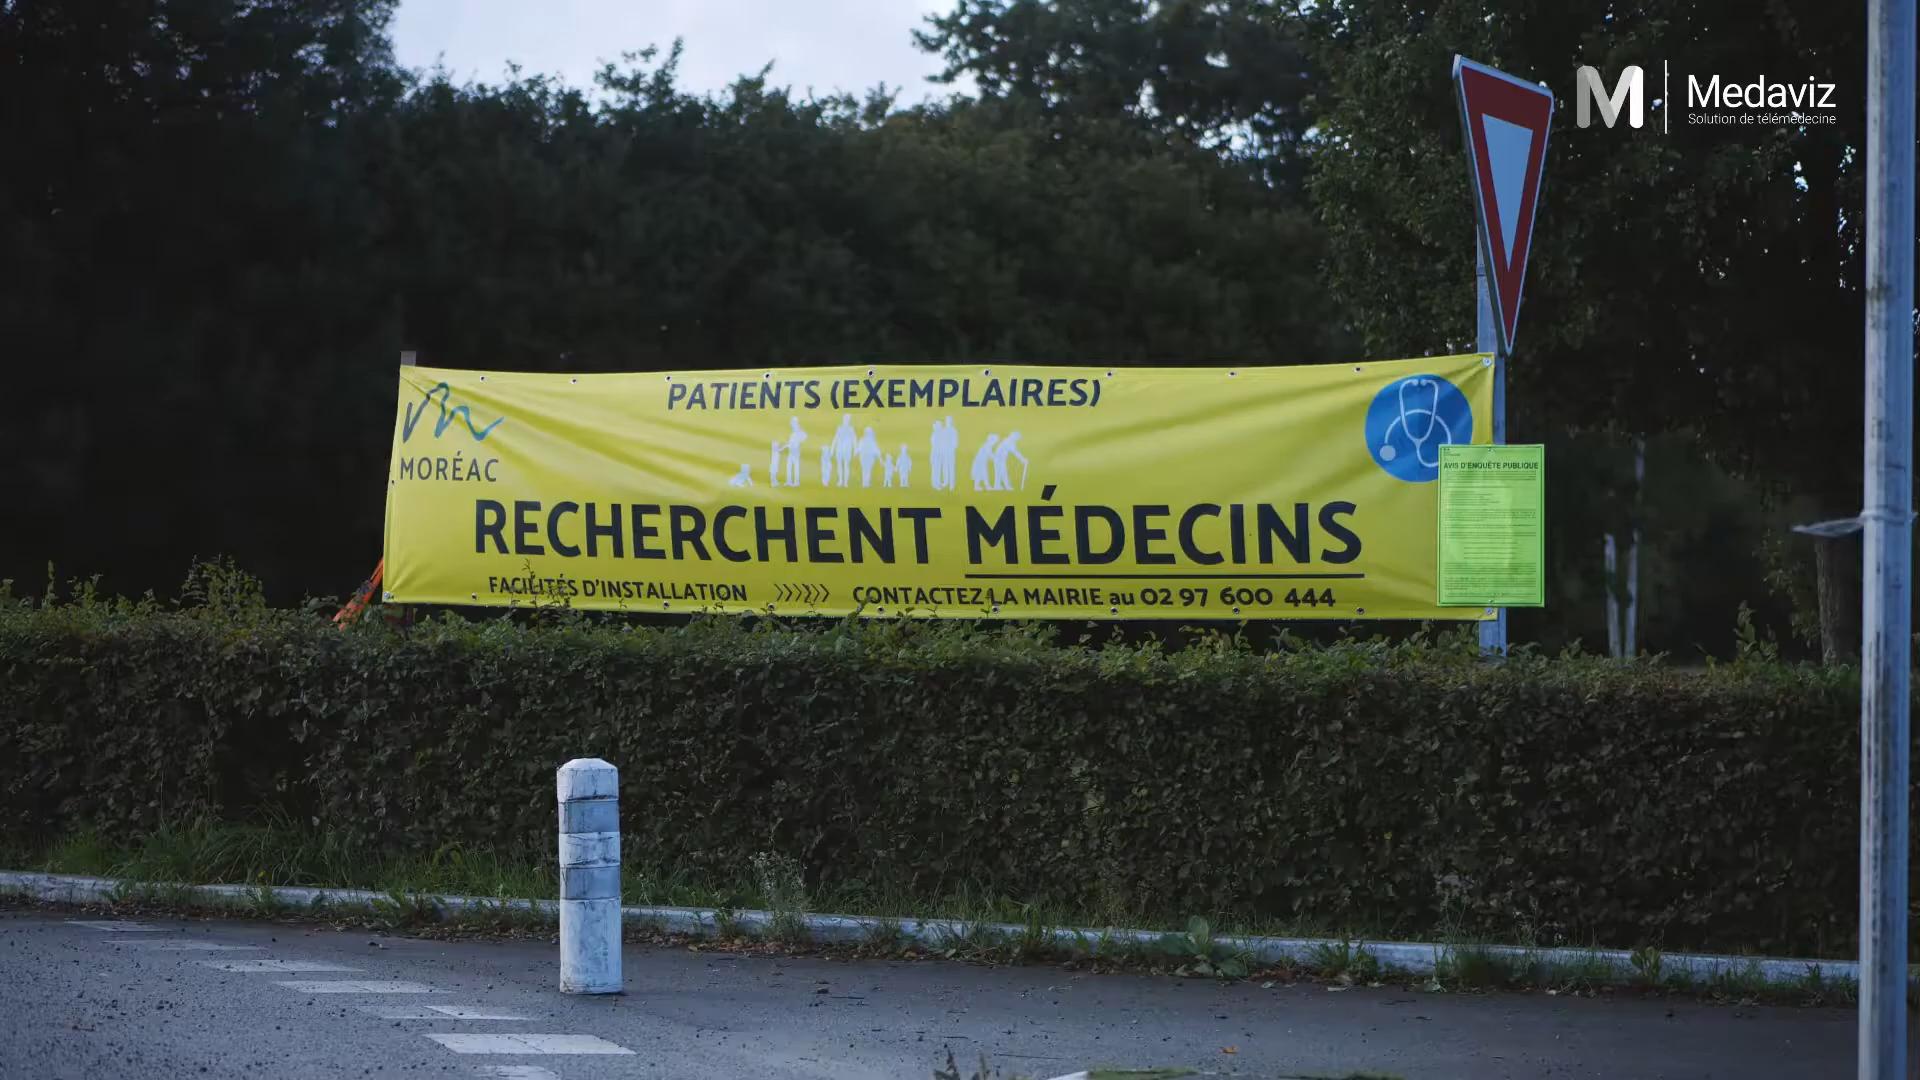 M
Medaviz
Solution de télémedecine
PATIENTS (EXEMPLAIRES)
MORÉAC
RECHERCHENT MÉDECINS
FACILITÉS D'INSTALLATION >>>>>> CONTACTEZ LA MAIRIE au 02 97 600 444
AVIS D'ENQUÊTE PUBLIQUE